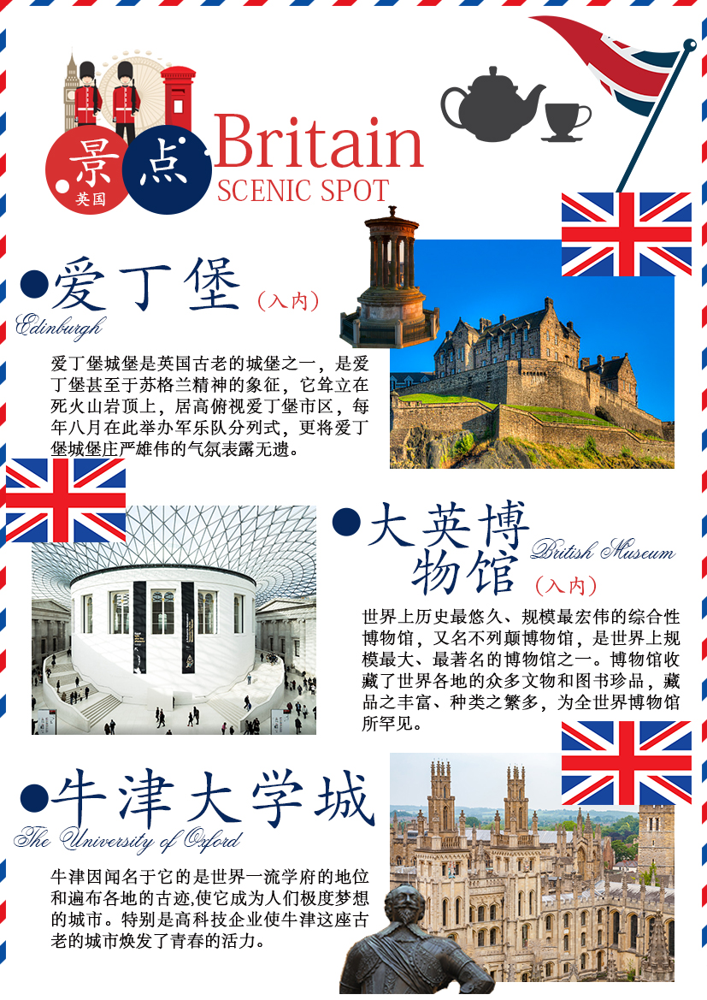 景点
英国
Britain
SCENIC SPOT
爱丁堡（入内）
Edinburgh
爱丁堡城堡是英国古老的城堡之一，是爱
丁堡甚至于苏格兰精神的象征，它耸立在
死火山岩顶上，居高俯视爱丁堡市区，每
年八月在此举办军乐队分列式，更将爱丁
堡城堡庄严雄伟的气氛表露无遗。
大英博
物馆（入内）
British Museum
世界上历史最悠久、规模最宏伟的综合性
博物馆，又名不列颠博物馆，是世界上规
模最大、最著名的博物馆之一。博物馆收
藏了世界各地的众多文物和图书珍品，藏
品之丰富、种类之繁多，为全世界博物馆
所罕见。
牛津大学城
The University of Oxford
牛津因闻名于它的是世界一流学府的地位
和遍布各地的古迹,使它成为人们极度梦想
的城市。特别是高科技企业使牛津这座古
老的城市焕发了青春的活力。